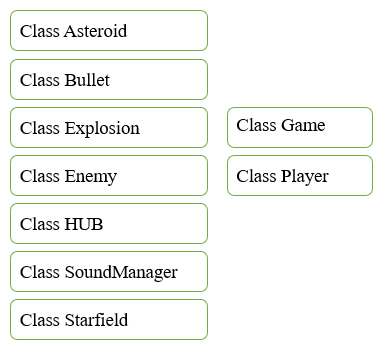 Class Asteroid
Class Bullet
Class Explosion
Class Enemy
Class HUB
Class SoundManager
Class Starfield
Class Game
Class Player